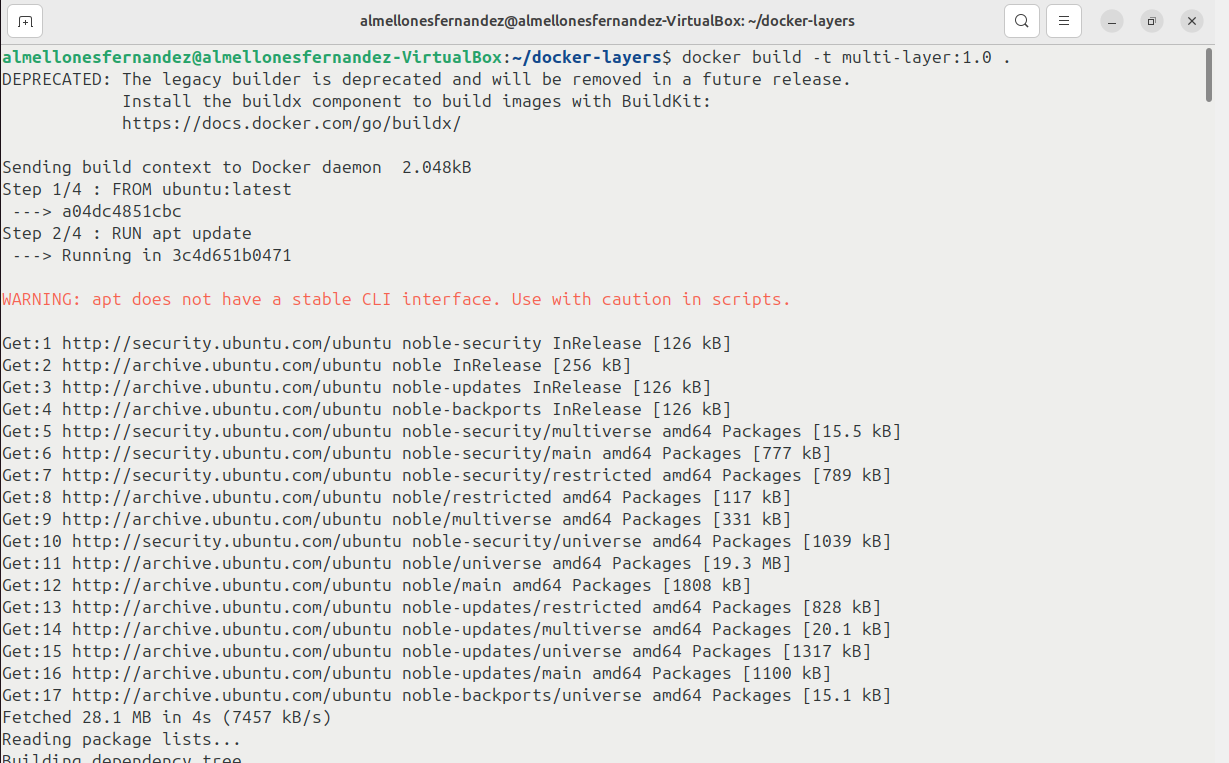 almellonesfernandez@almellonesfernandez-VirtualBox: ~/docker-layers
almellonesfernandez@almellonesfernandez-VirtualBox:~/docker-layers$ docker build -t multi-layer:1.0 .
DEPRECATED: The legacy builder is deprecated and will be removed in a future release.
            Install the buildx component to build images with BuildKit:
            https://docs.docker.com/go/buildx/
Sending build context to Docker daemon  2.048kB
Step 1/4 : FROM ubuntu:latest
 ---> a04dc4851cbc
Step 2/4 : RUN apt update
 ---> Running in 3c4d651b0471
WARNING: apt does not have a stable CLI interface. Use with caution in scripts.
Get:1 http://security.ubuntu.com/ubuntu noble-security InRelease [126 kB]
Get:2 http://archive.ubuntu.com/ubuntu noble InRelease [256 kB]
Get:3 http://archive.ubuntu.com/ubuntu noble-updates InRelease [126 kB]
Get:4 http://archive.ubuntu.com/ubuntu noble-backports InRelease [126 kB]
Get:5 http://security.ubuntu.com/ubuntu noble-security/multiverse amd64 Packages [15.5 kB]
Get:6 http://security.ubuntu.com/ubuntu noble-security/main amd64 Packages [777 kB]
Get:7 http://security.ubuntu.com/ubuntu noble-security/restricted amd64 Packages [789 kB]
Get:8 http://archive.ubuntu.com/ubuntu noble/restricted amd64 Packages [117 kB]
Get:9 http://archive.ubuntu.com/ubuntu noble/multiverse amd64 Packages [331 kB]
Get:10 http://security.ubuntu.com/ubuntu noble-security/universe amd64 Packages [1039 kB]
Get:11 http://archive.ubuntu.com/ubuntu noble/universe amd64 Packages [19.3 MB]
Get:12 http://archive.ubuntu.com/ubuntu noble/main amd64 Packages [1808 kB]
Get:13 http://archive.ubuntu.com/ubuntu noble-updates/restricted amd64 Packages [828 kB]
Get:14 http://archive.ubuntu.com/ubuntu noble-updates/multiverse amd64 Packages [20.1 kB]
Get:15 http://archive.ubuntu.com/ubuntu noble-updates/universe amd64 Packages [1317 kB]
Get:16 http://archive.ubuntu.com/ubuntu noble-updates/main amd64 Packages [1100 kB]
Get:17 http://archive.ubuntu.com/ubuntu noble-backports/universe amd64 Packages [15.1 kB]
Fetched 28.1 MB in 4s (7457 kB/s)
Reading package lists...
Building dependency tree